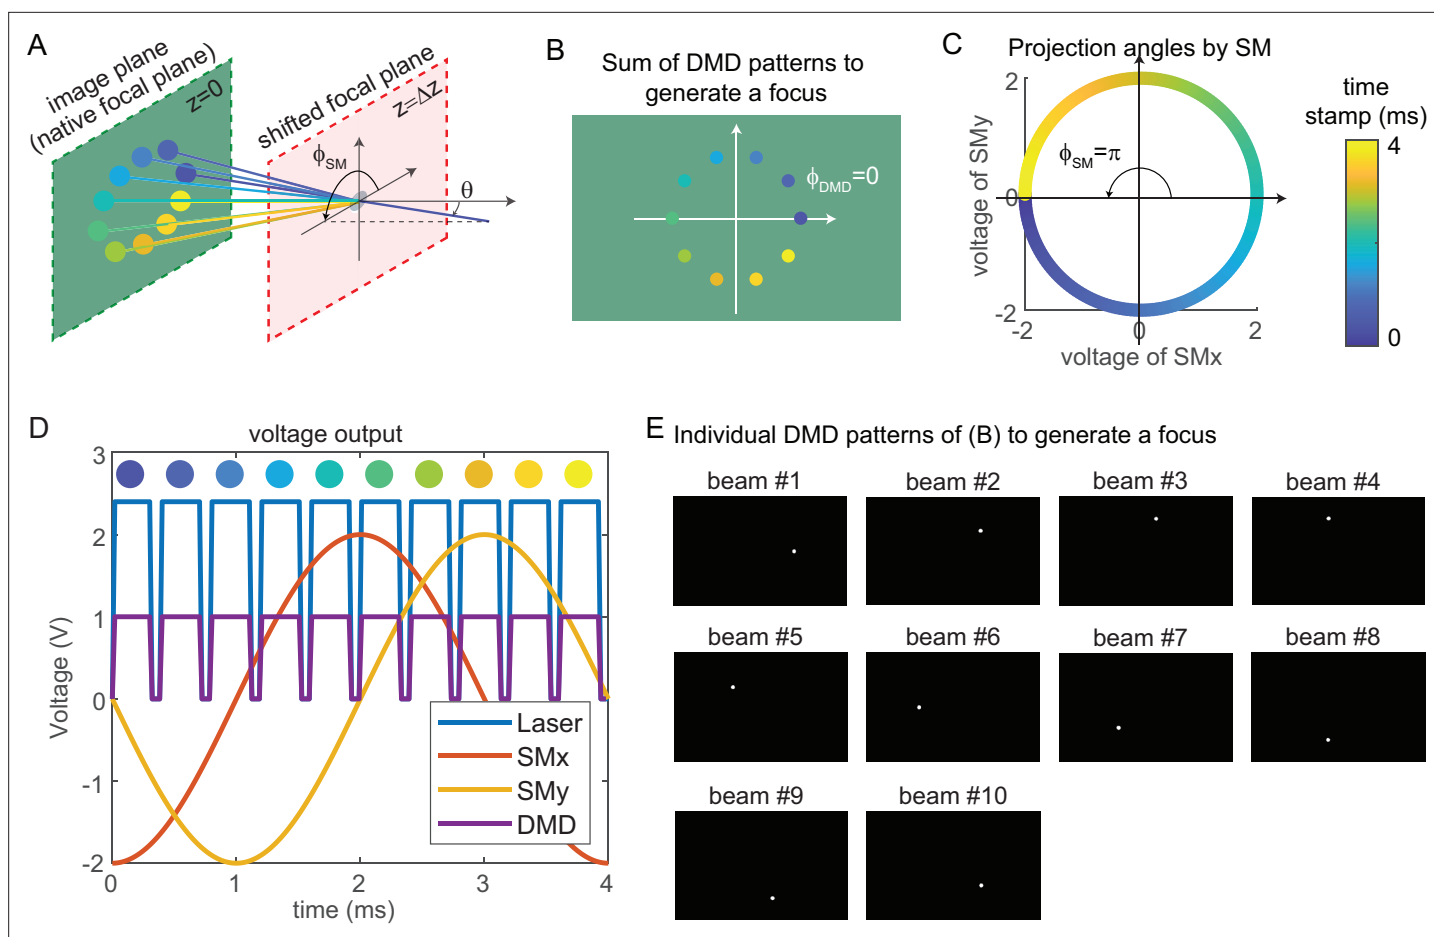 A
image plane
(native focal plane)
z=0
shifted focal plane
z=Δz
ϕSM
θ
B
Sum of DMD patterns to
generate a focus
ϕDMD=0
C
Projection angles by SM
2
0
-2
voltage of SMy
ϕSM=π
-2
0
2
voltage of SMx
time
stamp (ms)
4
0
D
voltage output
3
2
1
0
-1
-2
Voltage (V)
Laser
SMx
SMy
DMD
0
1
2
3
4
time (ms)
E
Individual DMD patterns of (B) to generate a focus
beam #1
beam #2
beam #3
beam #4
beam #5
beam #6
beam #7
beam #8
beam #9
beam #10